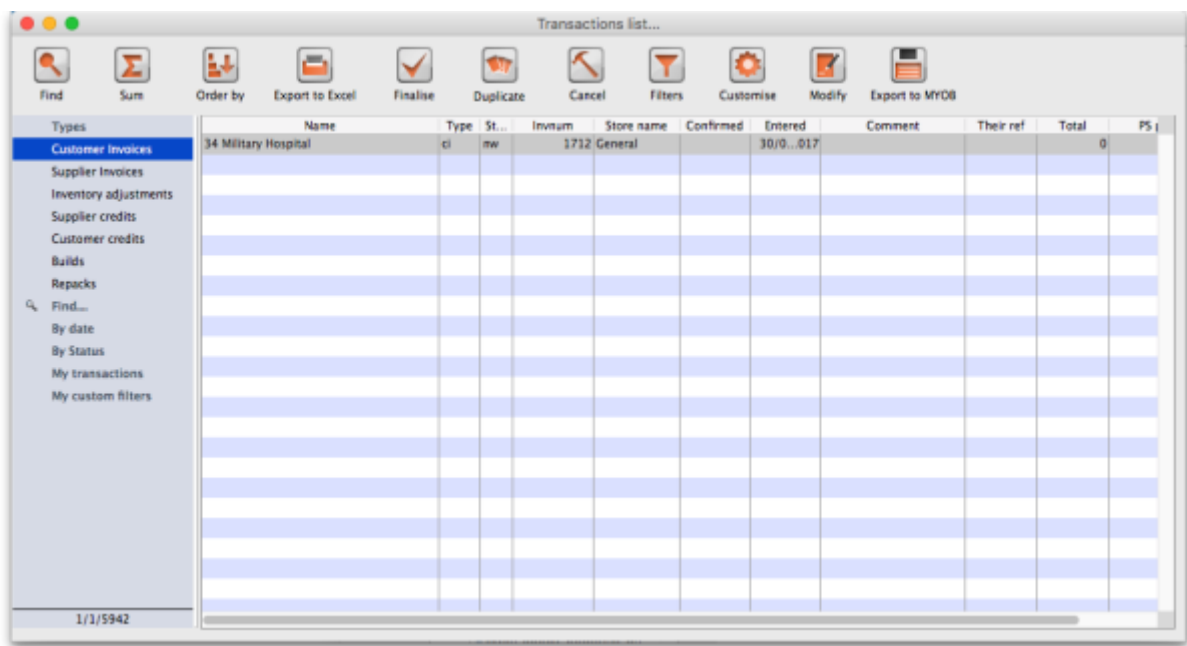 Transactions list...
Find Sum Order by Export to Excel Finalise Duplicate Cancel Filters Customise Modify Export to MYOB
Types
Customer Invoices
Supplier Invoices
Inventory adjustments
Supplier credits
Customer credits
Builds
Repacks
Find...
By date
By Status
My transactions
My custom filters
1/1/5942
Name Type St... Invnum Store name Confirmed Entered Comment Their ref Total PS
34 Military Hospital ci nw 1712 General 30/0...017 0